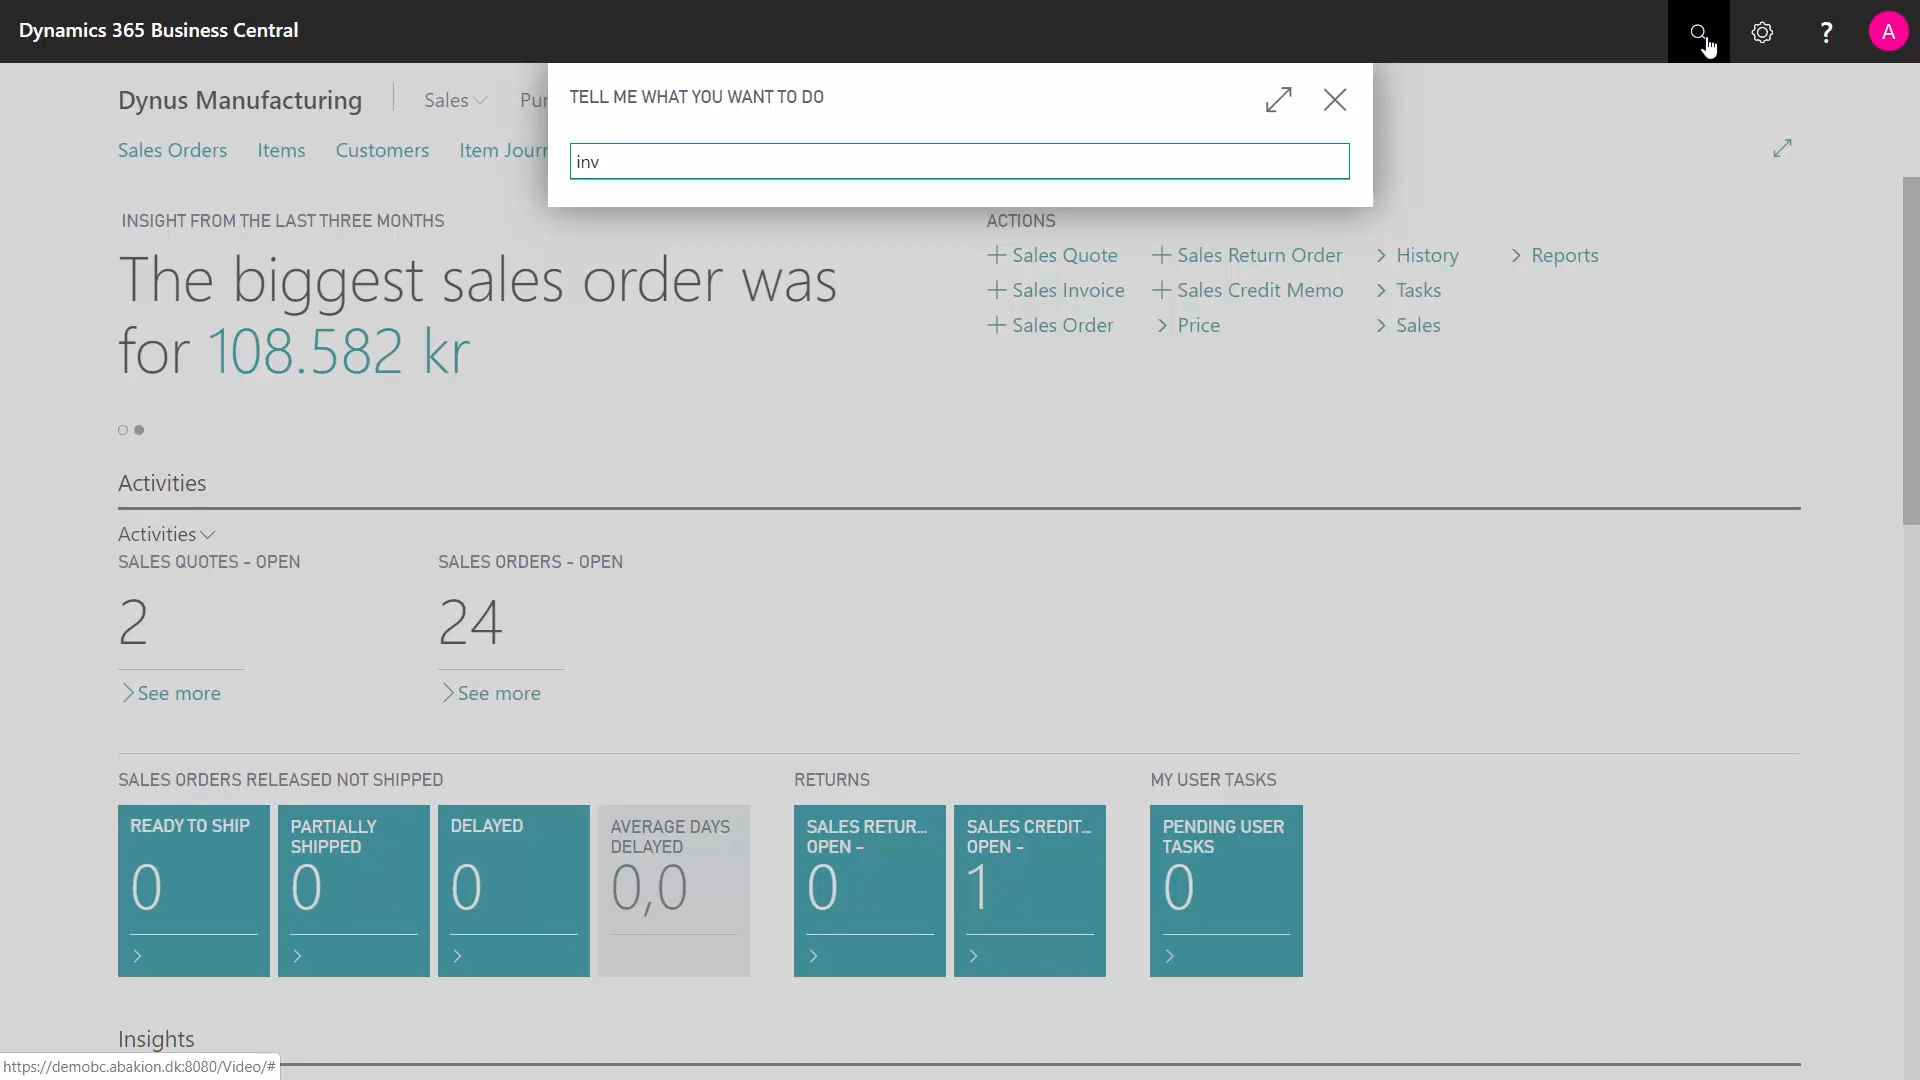 Dynamics 365 Business Central
?
A
Dynus Manufacturing
Sales
Pur
TELL ME WHAT YOU WANT TO DO
inv
Sales Orders
Items
Customers
Item Journ
INSIGHT FROM THE LAST THREE MONTHS
The biggest sales order was
for 108.582 kr
ACTIONS
+ Sales Quote
+ Sales Return Order
> History
> Reports
+ Sales Invoice
+ Sales Credit Memo
> Tasks
+ Sales Order
> Price
> Sales
Activities
Activities
SALES QUOTES - OPEN
SALES ORDERS - OPEN
2
24
> See more
> See more
SALES ORDERS RELEASED NOT SHIPPED
RETURNS
MY USER TASKS
READY TO SHIP
0
PARTIALLY
SHIPPED
0
DELAYED
0
AVERAGE DAYS
DELAYED
0,0
SALES RETUR...
OPEN -
0
SALES CREDIT...
OPEN -
1
PENDING USER
TASKS
0
Insights
https://demobc.abakion.dk:8080/Video/#